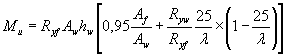 M_u = R_yf A_w h_w [ 0,95 A_f / A_w + R_yw / R_yf 25 / λ × ( 1 − 25 / λ ) ]